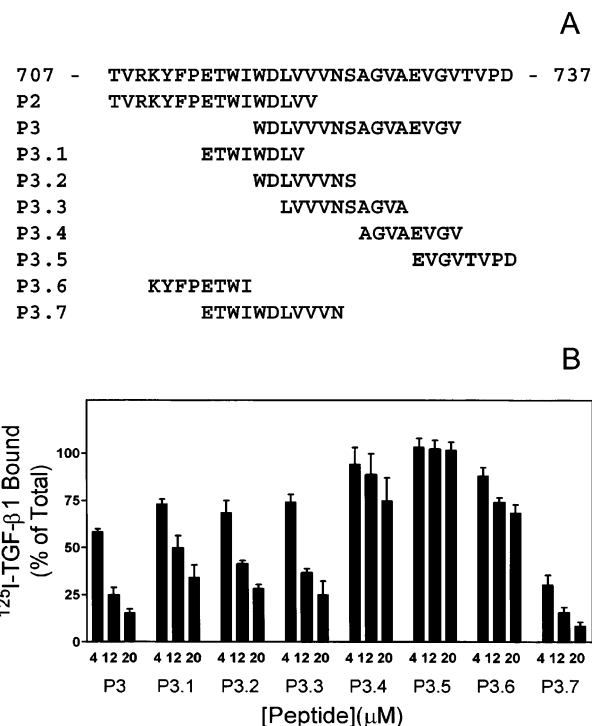 A
707 - TVRKYFPETWIWDLVVVNSAGVAEVGVTVPD - 737
P2 TVRKYFPETWIWDLVV
P3 WDLVVVNSAGVAEVGV
P3.1 ETWIWDLV
P3.2 WDLVVVNS
P3.3 LVVVNSAGVA
P3.4 AGVAEVGV
P3.5 EVGVTVPD
P3.6 KYFPETWI
P3.7 ETWIWDLVVVN
B
125I-TGF-β1 Bound
(% of Total)
100
75
50
25
0
4 12 20 4 12 20 4 12 20 4 12 20 4 12 20 4 12 20 4 12 20 4 12 20
P3 P3.1 P3.2 P3.3 P3.4 P3.5 P3.6 P3.7
[Peptide](μM)